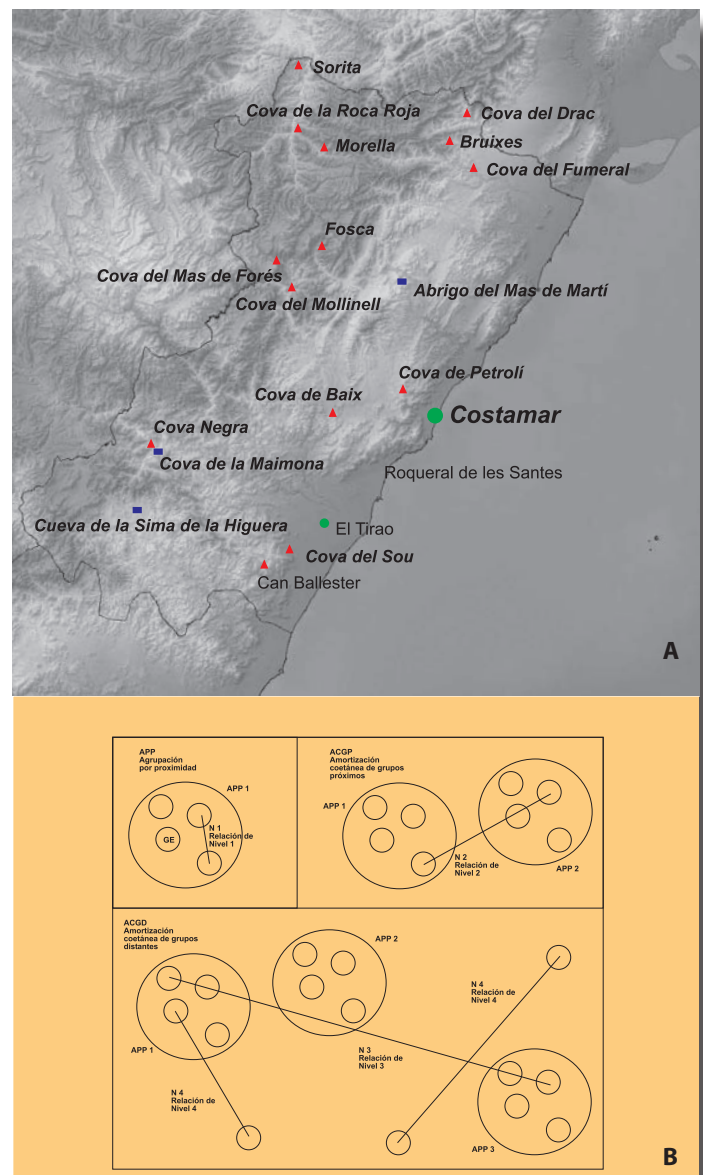 Sorita
Cova de la Roca Roja
Cova del Drac
Morella
Bruixes
Cova del Fumeral
Fosca
Cova del Mas de Forés
Abrigo del Mas de Martí
Cova del Mollinell
Cova de Petrolí
Cova de Baix
Costamar
Cova Negra
Cova de la Maimona
Roqueral de les Santes
Cueva de la Sima de la Higuera
El Tirao
Cova del Sou
Can Ballester
A
APP
Agrupación
por proximidad
APP 1
GE
N 1
Relación de
Nivel 1
ACGP
Amortización
coetánea de grupos
próximos
APP 1
N 2
Relación de
Nivel 2
APP 2
ACGD
Amortización
coetánea de grupos
distantes
APP 2
APP 1
N 4
Relación de
Nivel 4
N 3
Relación de
Nivel 3
N 4
Relación de
Nivel 4
APP 3
B